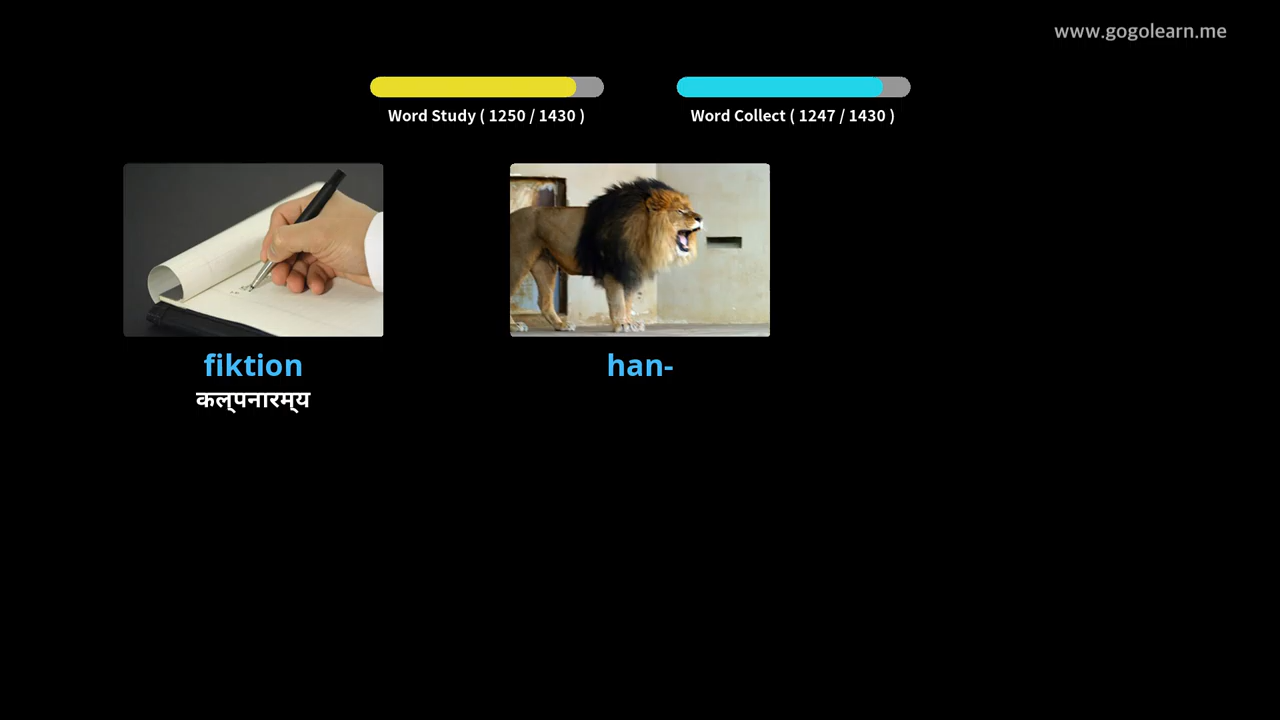 www.gogolearn.me
Word Study ( 1250 / 1430 )
Word Collect ( 1247 / 1430 )
fiktion
कल्पनारम्य
han-